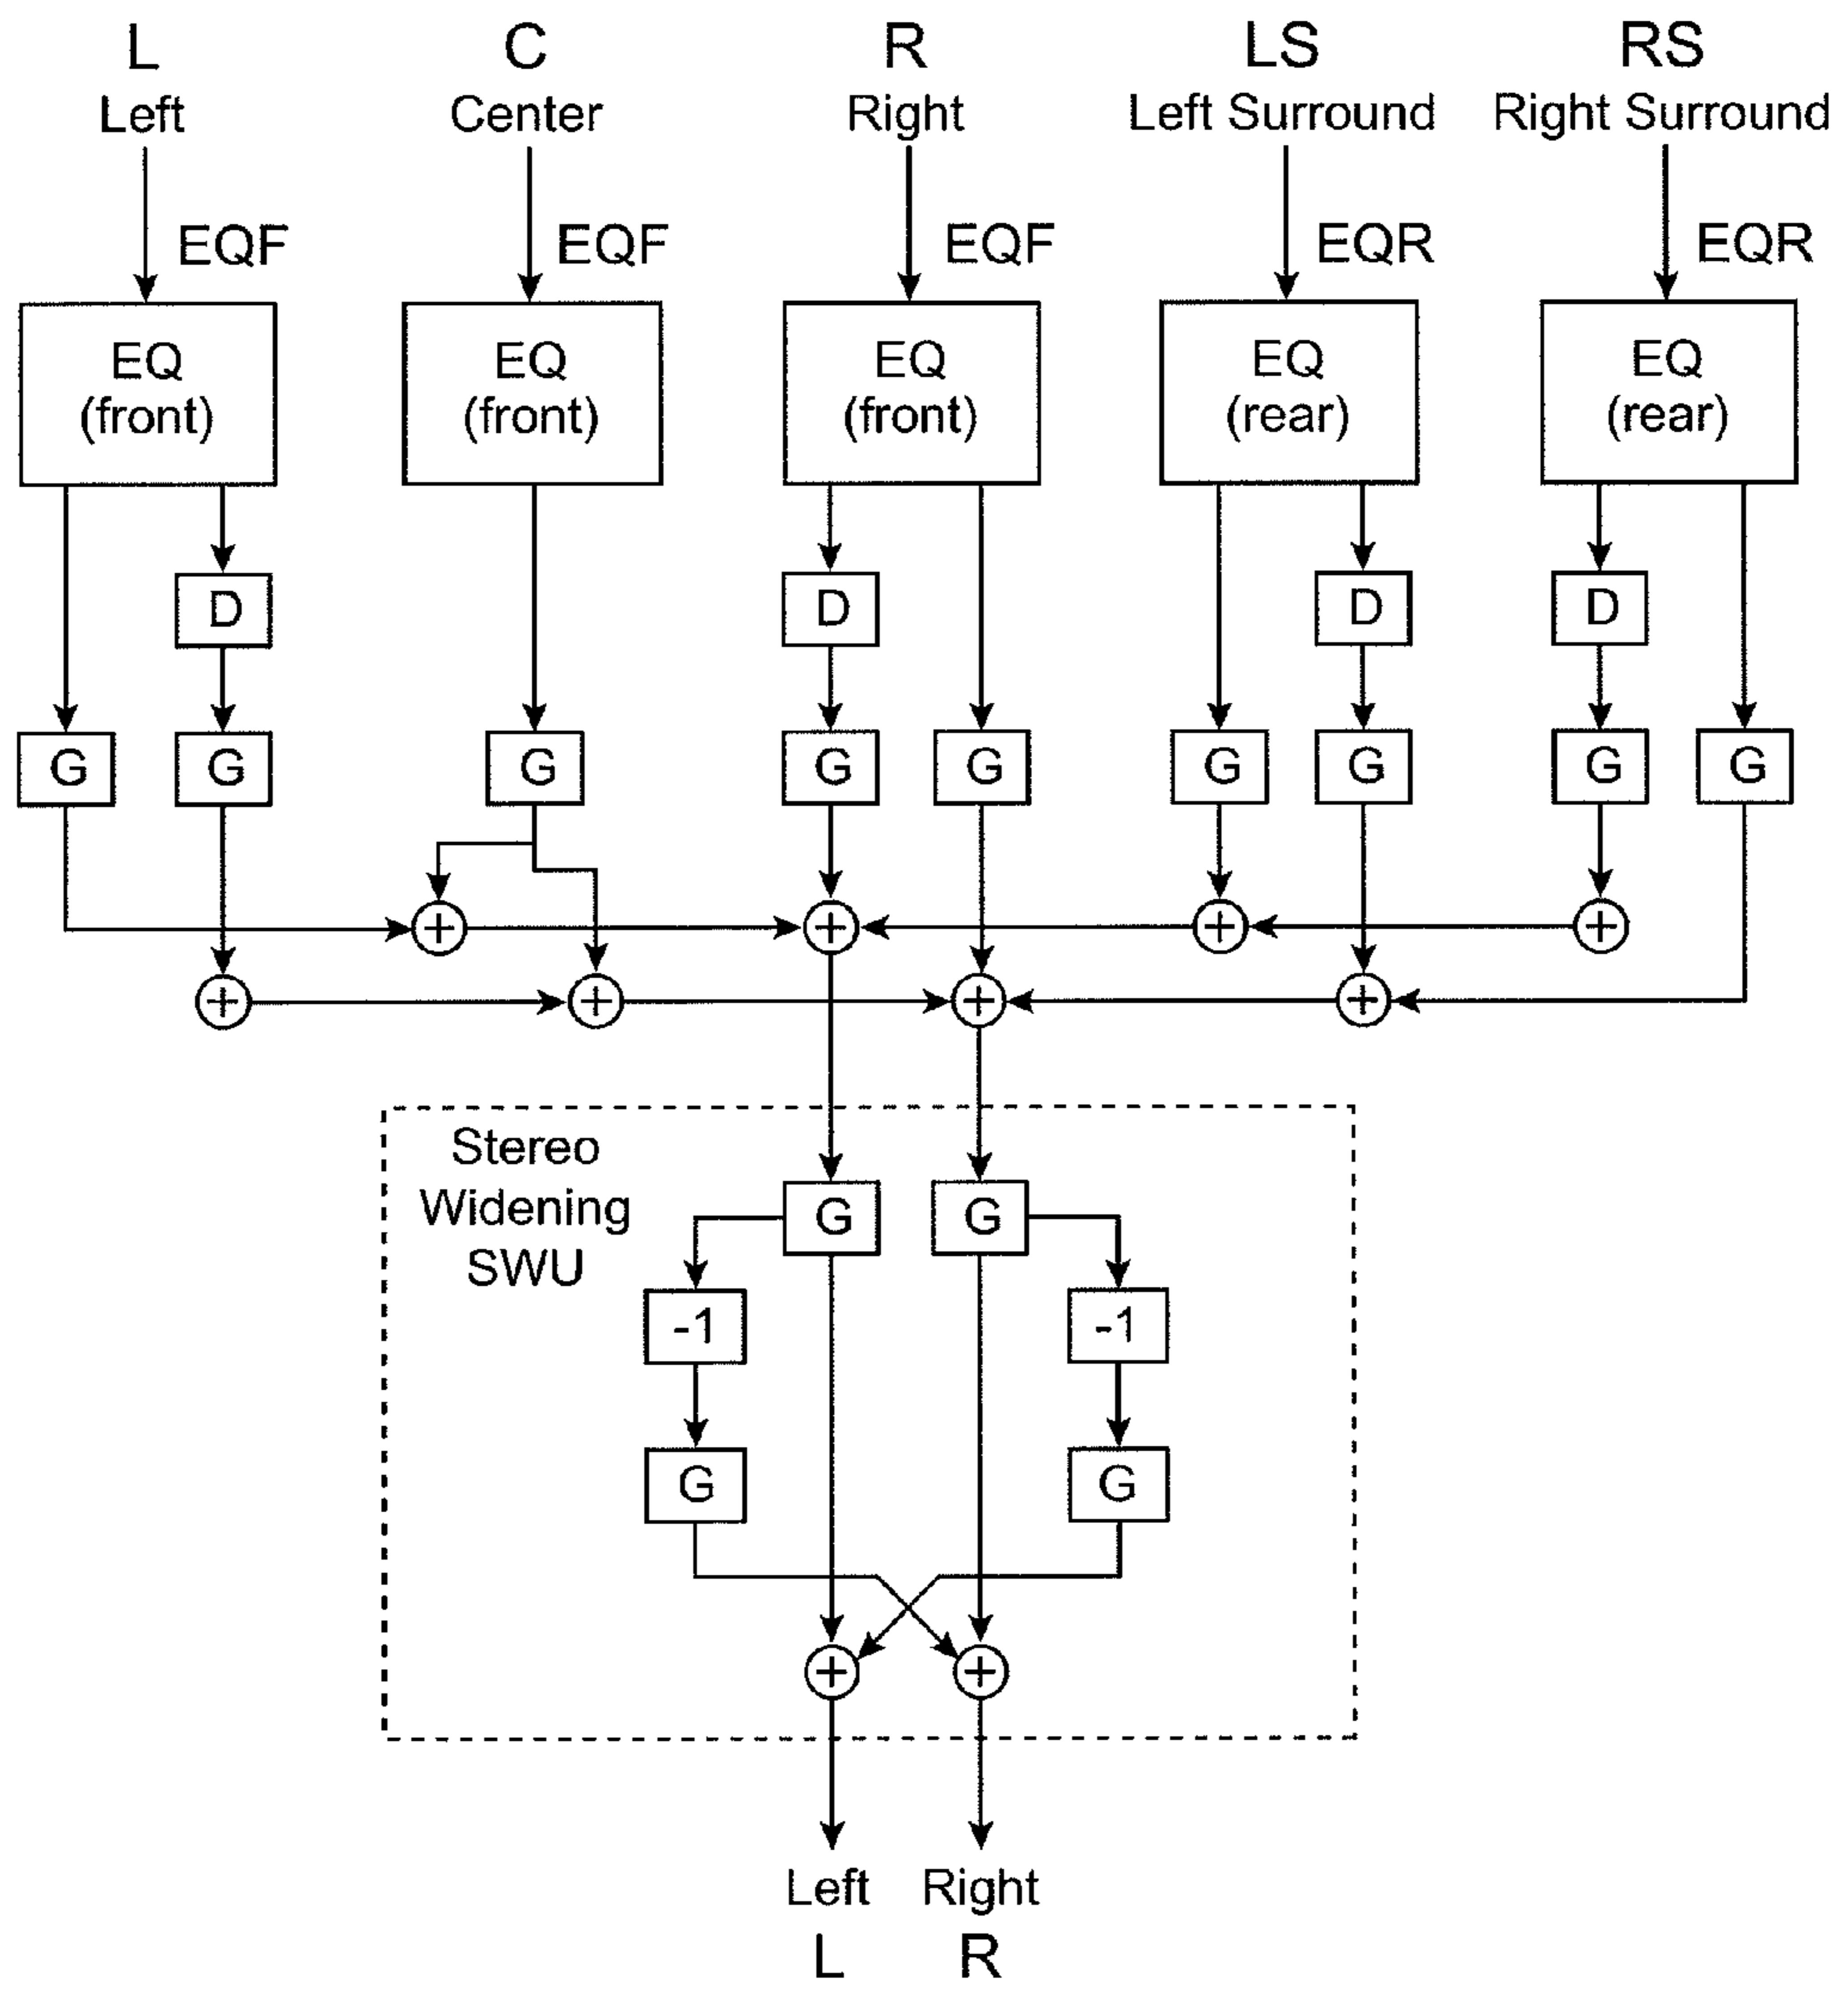 L
C
R
LS
RS
Left
Center
Right
Left Surround
Right Surround
EQF
EQF
EQF
EQR
EQR
EQ
(front)
EQ
(front)
EQ
(front)
EQ
(rear)
EQ
(rear)
D
D
D
D
G
G
G
G
G
G
G
G
G
+
+
+
+
+
+
+
+
Stereo
Widening
SWU
G
G
-1
-1
G
G
+
+
Left
Right
L
R